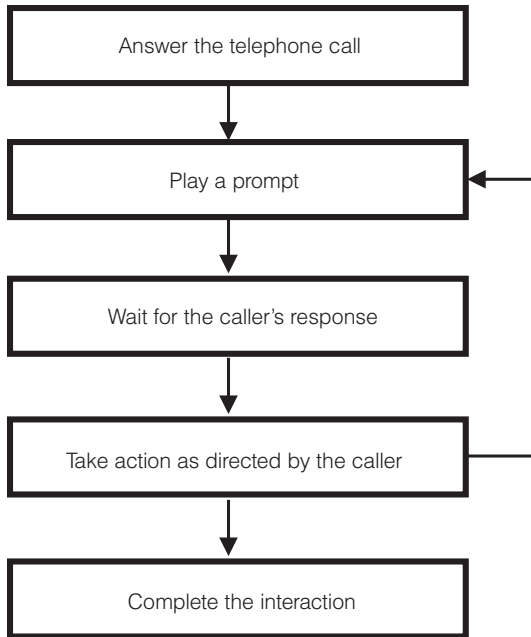 Answer the telephone call
Play a prompt
Wait for the caller’s response
Take action as directed by the caller
Complete the interaction